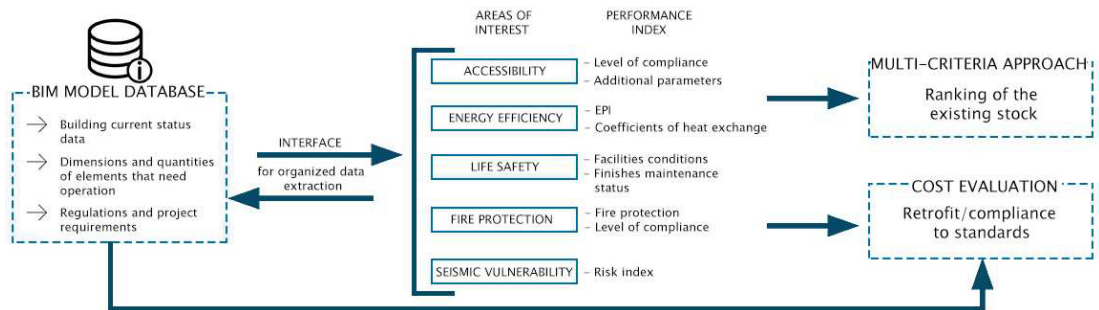 AREAS OF
INTEREST
PERFORMANCE
INDEX
BIM MODEL DATABASE
Building current status
data
Dimensions and quantities
of elements that need
operation
Regulations and project
requirements
INTERFACE
for organized data
extraction
ACCESSIBILITY
– Level of compliance
– Additional parameters
ENERGY EFFICIENCY
– EPI
– Coefficients of heat exchange
LIFE SAFETY
– Facilities conditions
– Finishes maintenance
status
FIRE PROTECTION
– Fire protection
– Level of compliance
SEISMIC VULNERABILITY
– Risk index
MULTI-CRITERIA APPROACH
Ranking of the
existing stock
COST EVALUATION
Retrofit/compliance
to standards